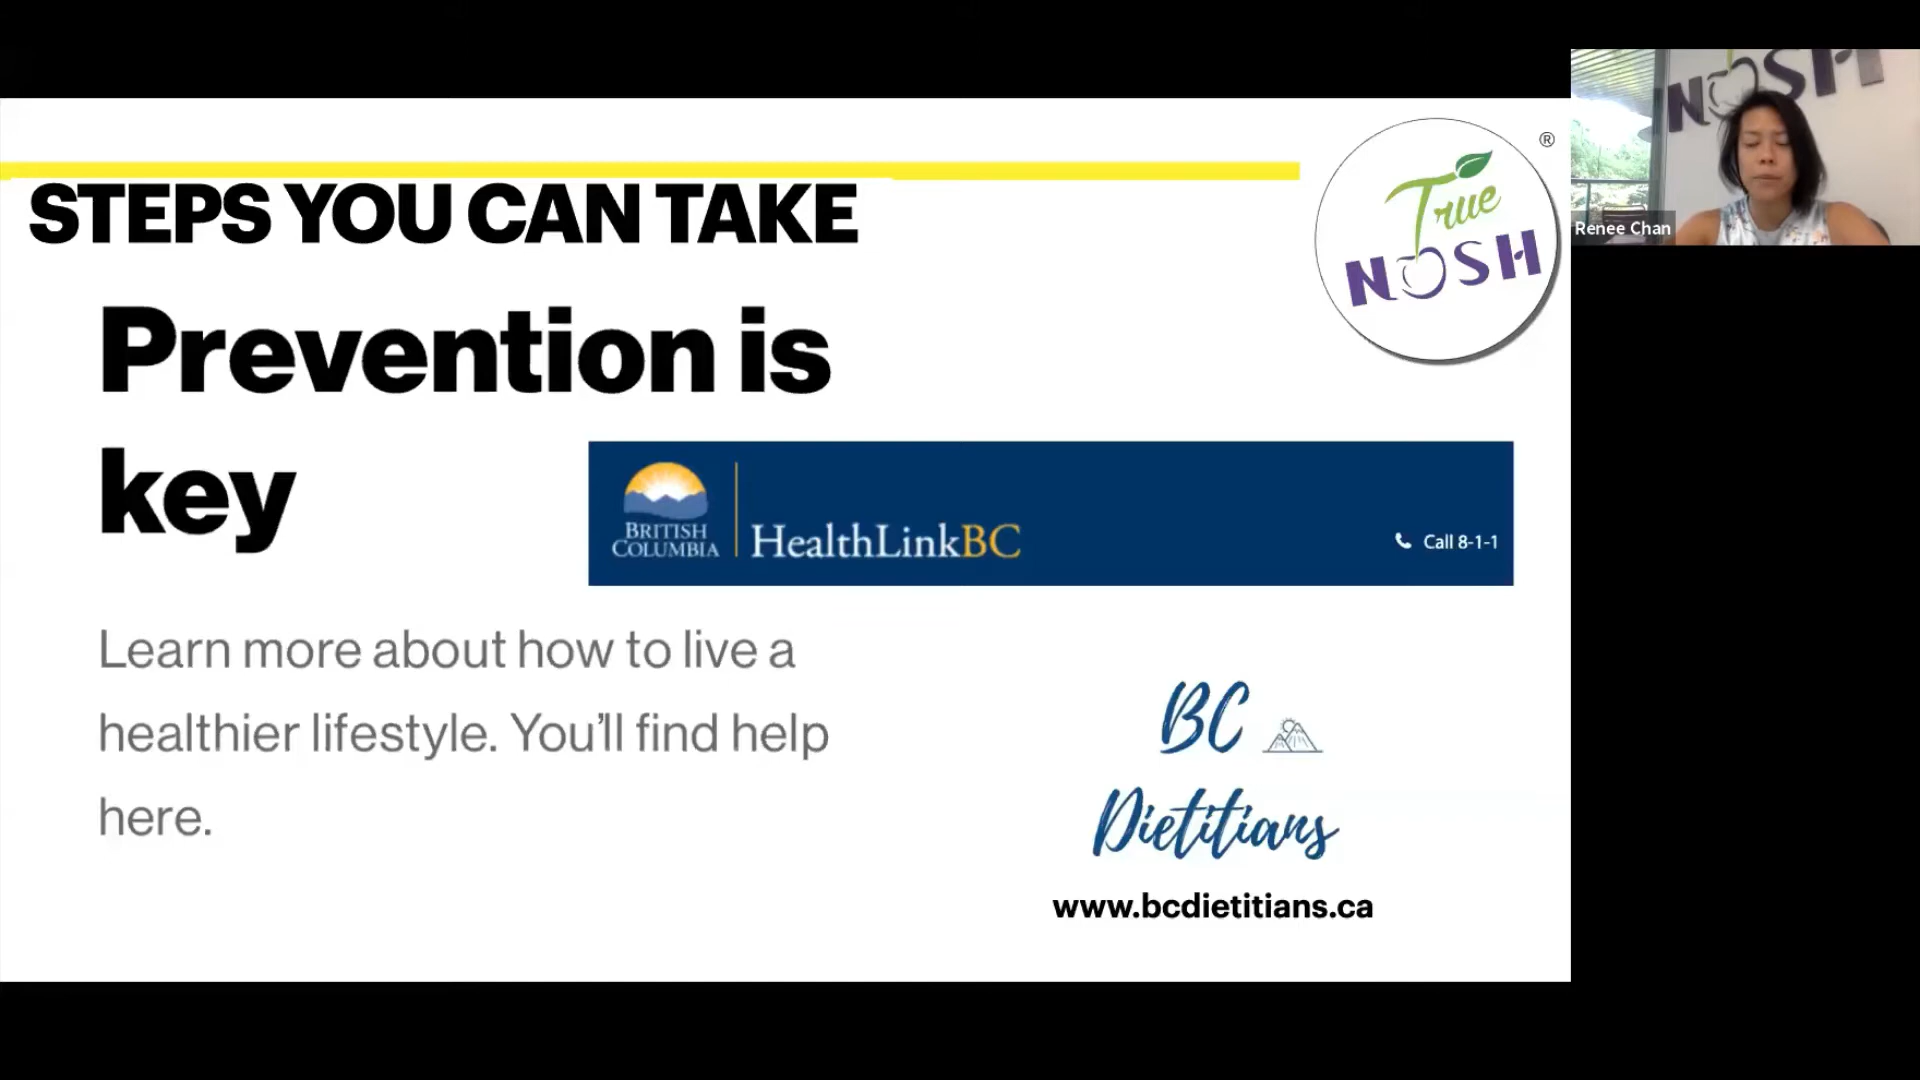 STEPS YOU CAN TAKE
Prevention is
key
True
NOSH
®
NOSH
Renee Chan
BRITISH
COLUMBIA
HealthLinkBC
Call 8-1-1
Learn more about how to live a
healthier lifestyle. You'll find help
here.
BC
Dietitians
www.bcdietitians.ca